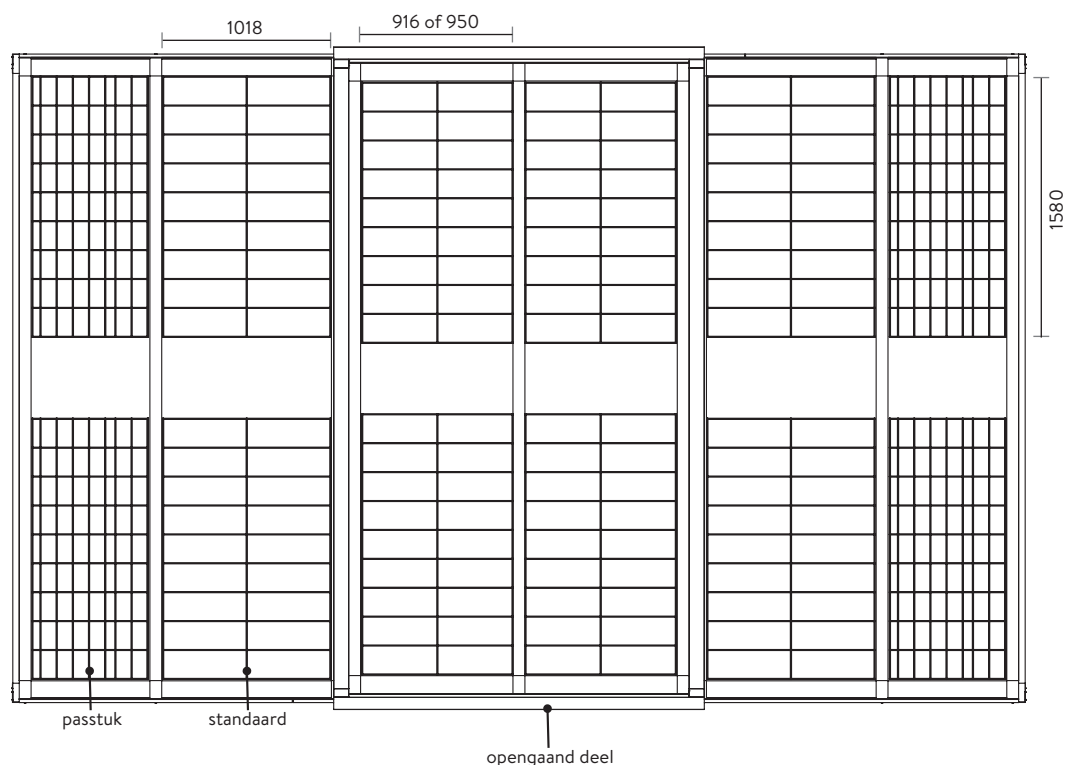 1018
916 of 950
1580
passtuk
standaard
opengaand deel